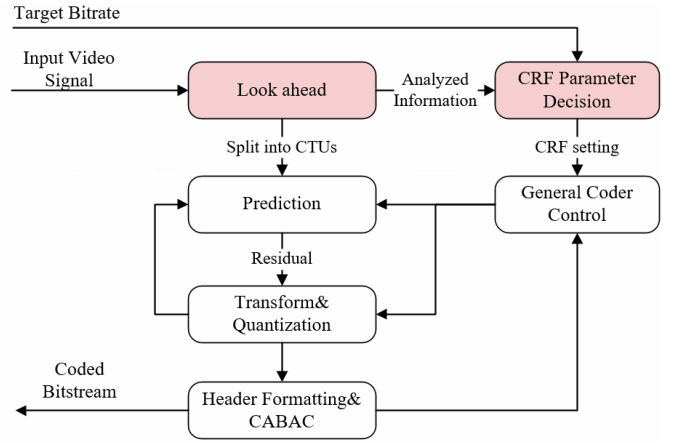 Target Bitrate
Input Video
Signal
Look ahead
Analyzed
Information
CRF Parameter
Decision
Split into CTUs
CRF setting
Prediction
General Coder
Control
Residual
Transform&
Quantization
Coded
Bitstream
Header Formatting&
CABAC